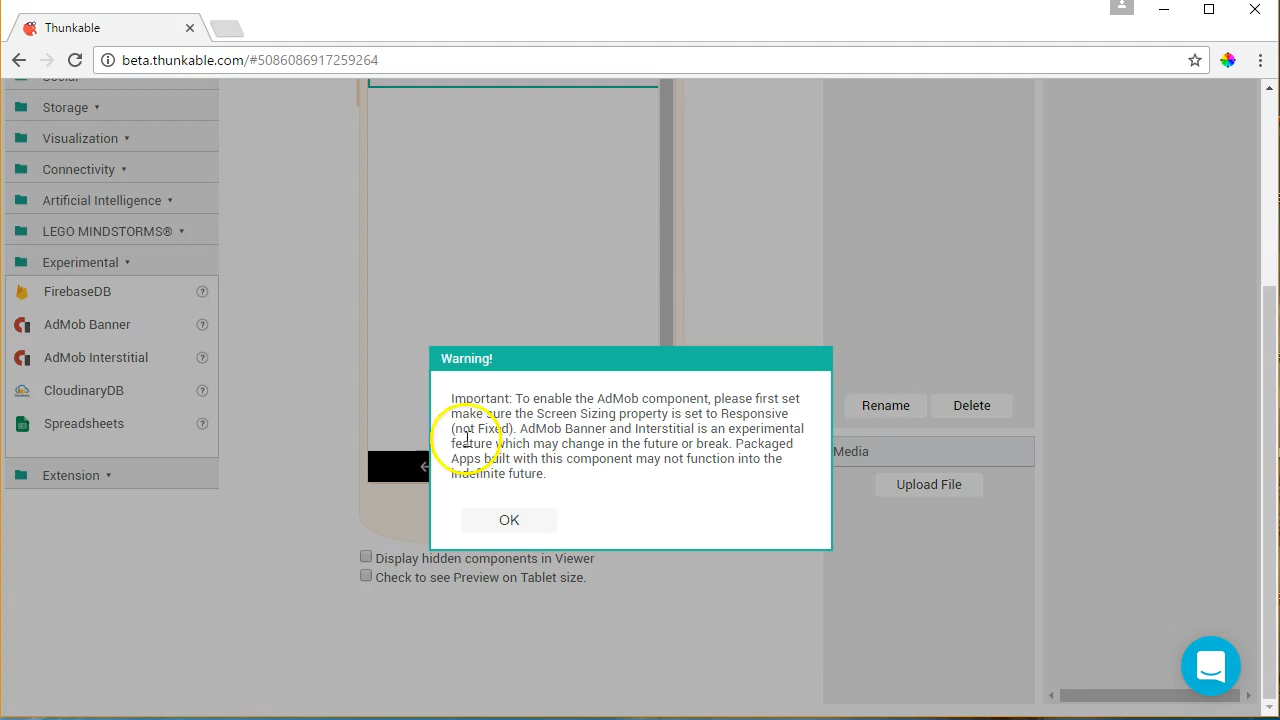 Thunkable
beta.thunkable.com/#5086086917259264
Social
Storage
Visualization
Connectivity
Artificial Intelligence
LEGO MINDSTORMS®
Experimental
FirebaseDB
AdMob Banner
AdMob Interstitial
CloudinaryDB
Spreadsheets
Extension
Warning!
Important: To enable the AdMob component, please first set
make sure the Screen Sizing property is set to Responsive
(not Fixed). AdMob Banner and Interstitial is an experimental
feature which may change in the future or break. Packaged
Apps built with this component may not function into the
indefinite future.
OK
Display hidden components in Viewer
Check to see Preview on Tablet size.
Rename Delete
Media
Upload File